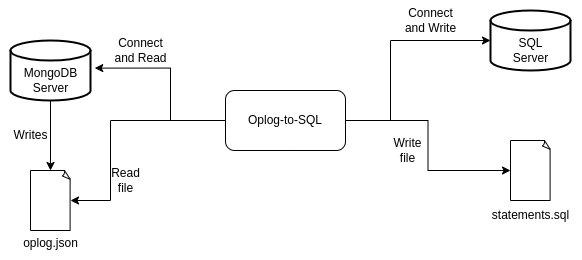 Connect
and Write
SQL
Server
Connect
and Read
MongoDB
Server
Oplog-to-SQL
Writes
Write
file
Read
file
statements.sql
oplog.json